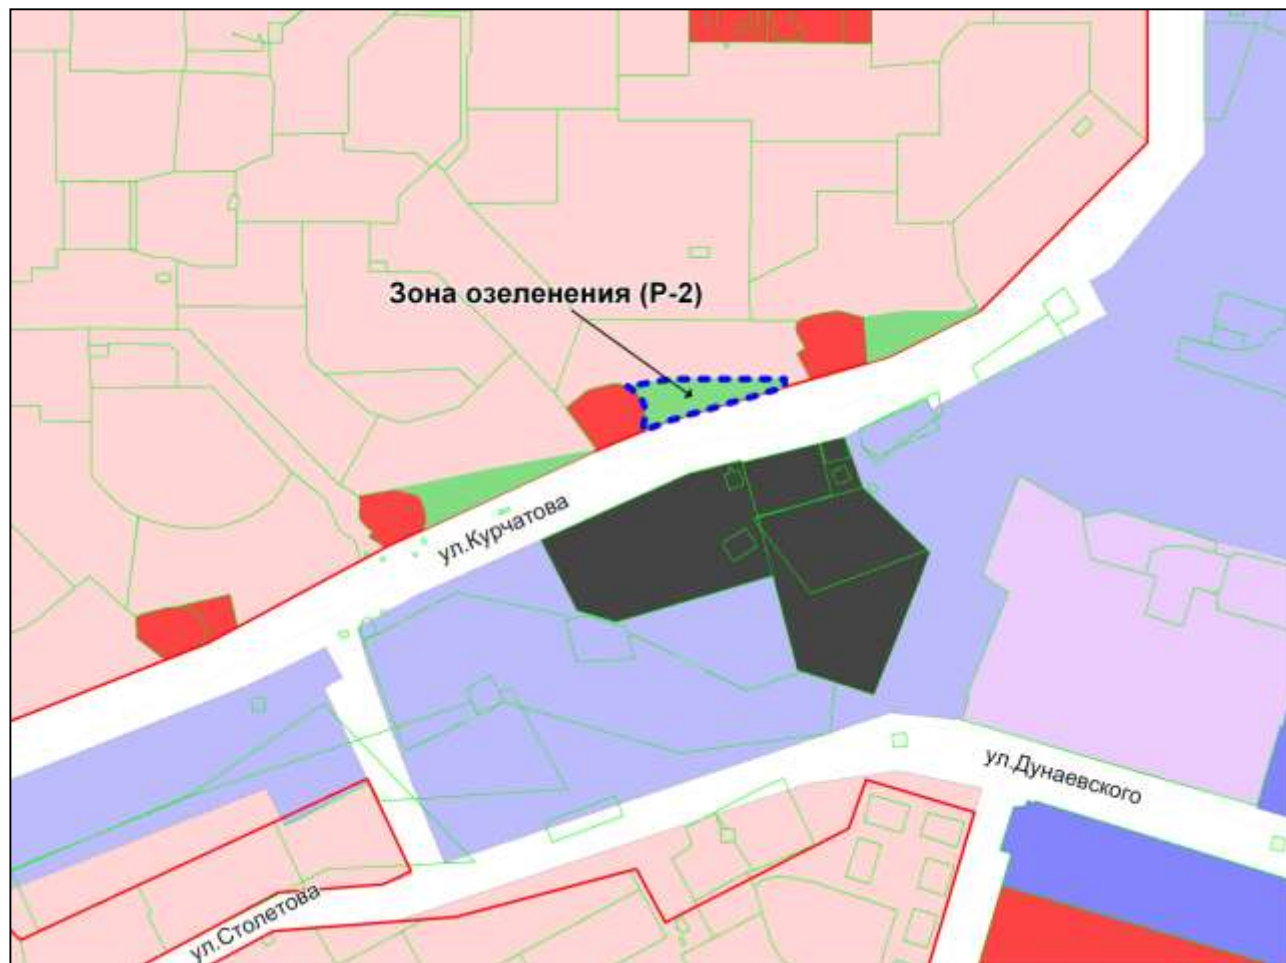 Зона озеленения (Р-2)
ул.Курчатова
ул.Дунаевского
ул.Столетова